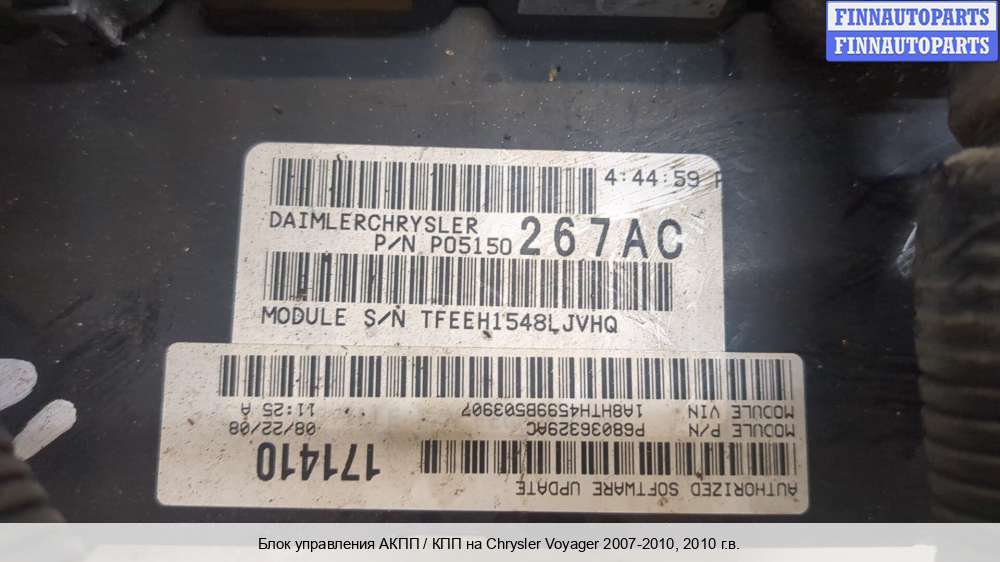 FINNAUTOPARTS
FINNAUTOPARTS
4:44:59
DAIMLERCHRYSLER
P/N P05150 267AC
MODULE S/N TFEEH1548LJVHQ
AUTHORIZED SOFTWARE UPDATE
171410
MODULE P/N P68036329AC 08/22/08
MODULE VIN 1A8HTH4599B503907 11:25 A
Блок управления АКПП / КПП на Chrysler Voyager 2007-2010, 2010 г.в.